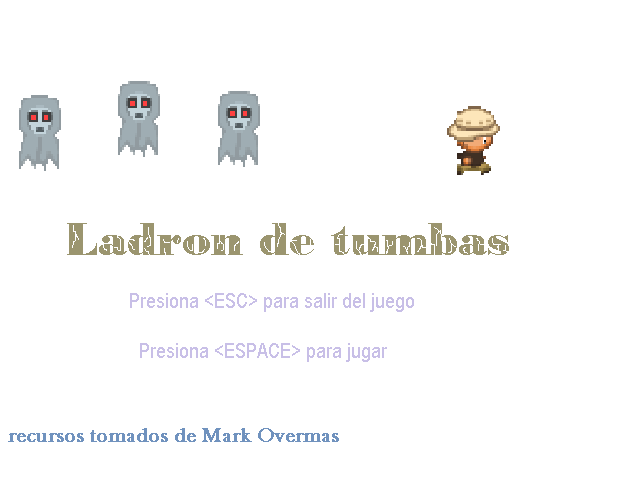 Ladron de tumbas
Presiona <ESC> para salir del juego
Presiona <ESPACE> para jugar
recursos tomados de Mark Overmas